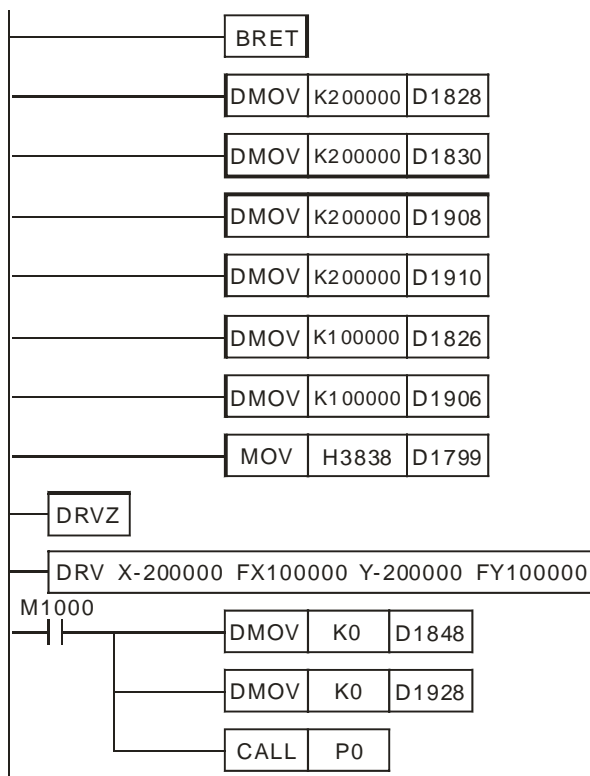 BRET
DMOV K200000 D1828
DMOV K200000 D1830
DMOV K200000 D1908
DMOV K200000 D1910
DMOV K100000 D1826
DMOV K100000 D1906
MOV H3838 D1799
DRVZ
DRV X-200000 FX100000 Y-200000 FY100000
M1000
DMOV K0 D1848
DMOV K0 D1928
CALL P0